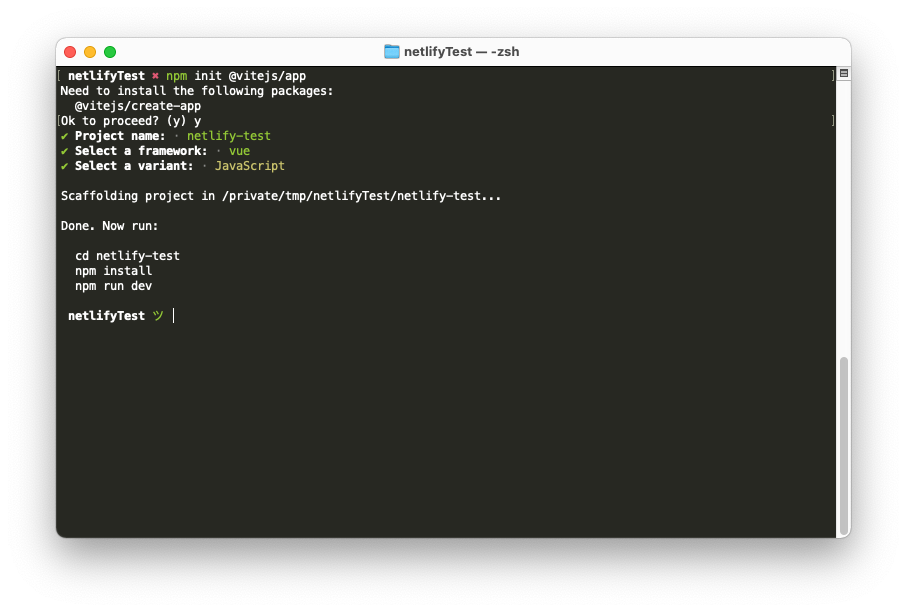 netlifyTest — -zsh
[ netlifyTest ✖ npm init @vitejs/app ]
Need to install the following packages:
@vitejs/create-app
[Ok to proceed? (y) y ]
✔ Project name: · netlify-test
✔ Select a framework: · vue
✔ Select a variant: · JavaScript
Scaffolding project in /private/tmp/netlifyTest/netlify-test...
Done. Now run:
cd netlify-test
npm install
npm run dev
netlifyTest ツ